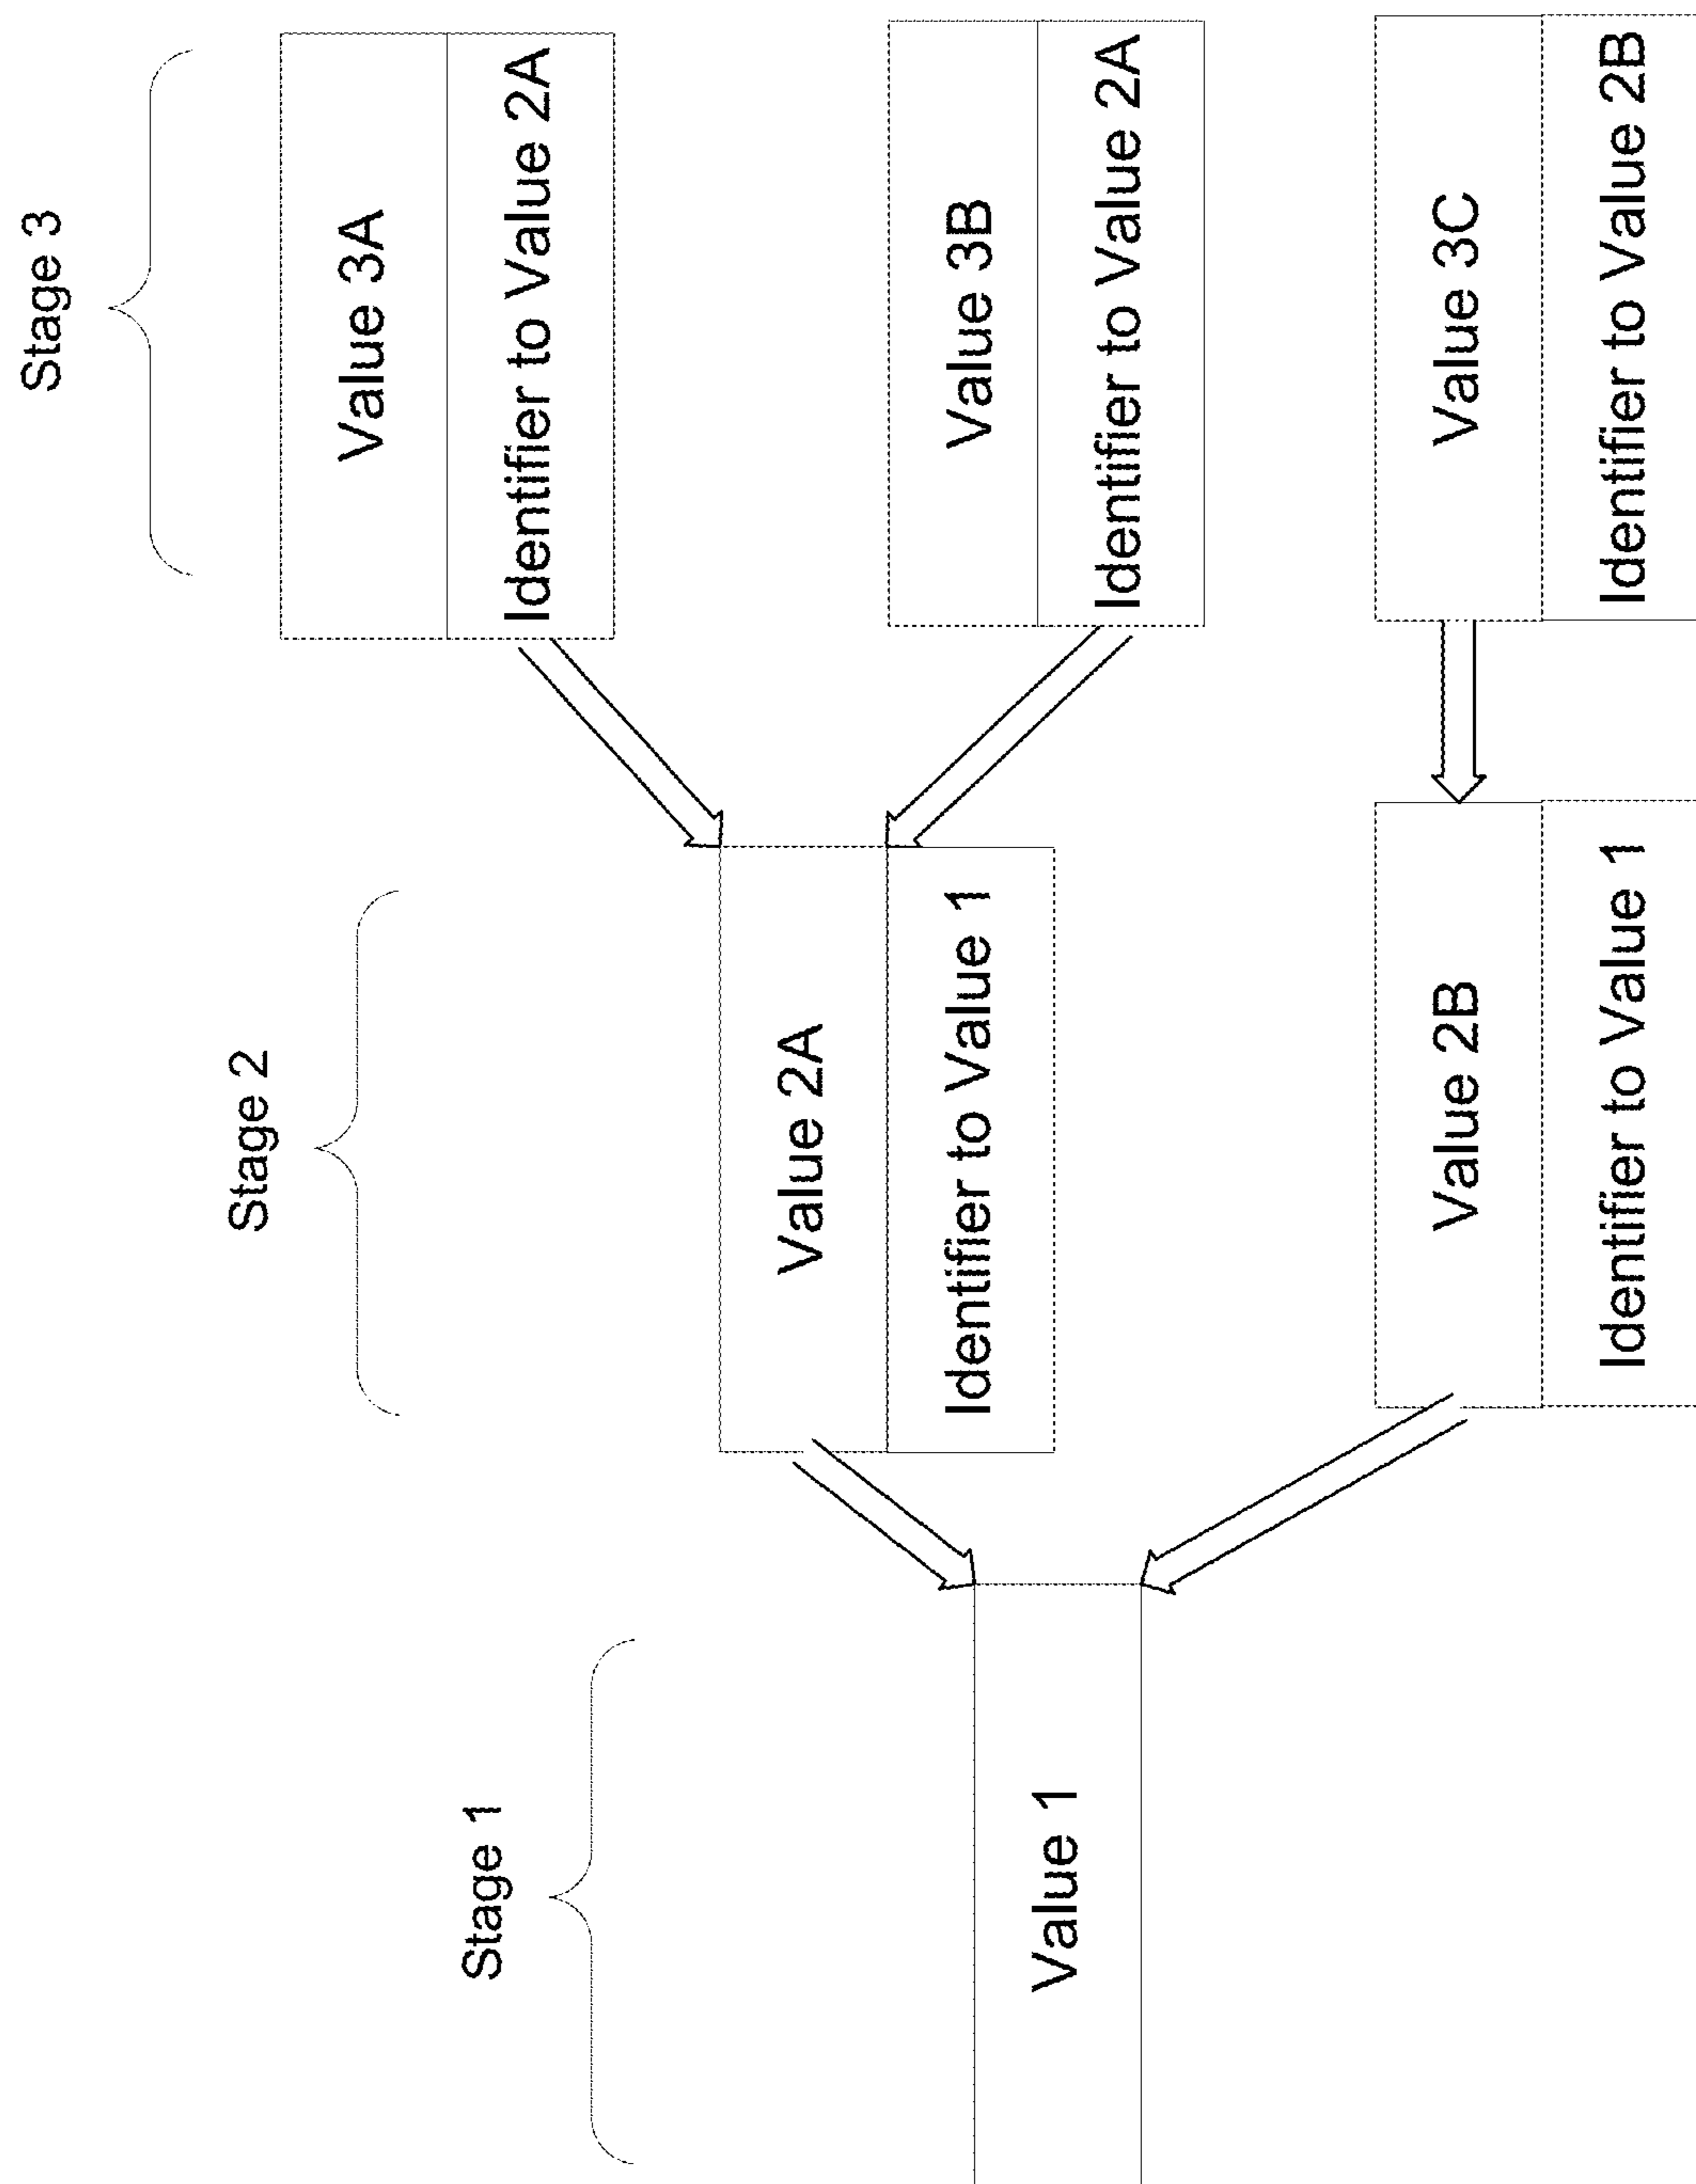 Stage 1
Stage 2
Stage 3
Value 3A
Identifier to Value 2A
Value 2A
Identifier to Value 1
Value 3B
Identifier to Value 2A
Value 1
Value 2B
Identifier to Value 1
Value 3C
Identifier to Value 2B